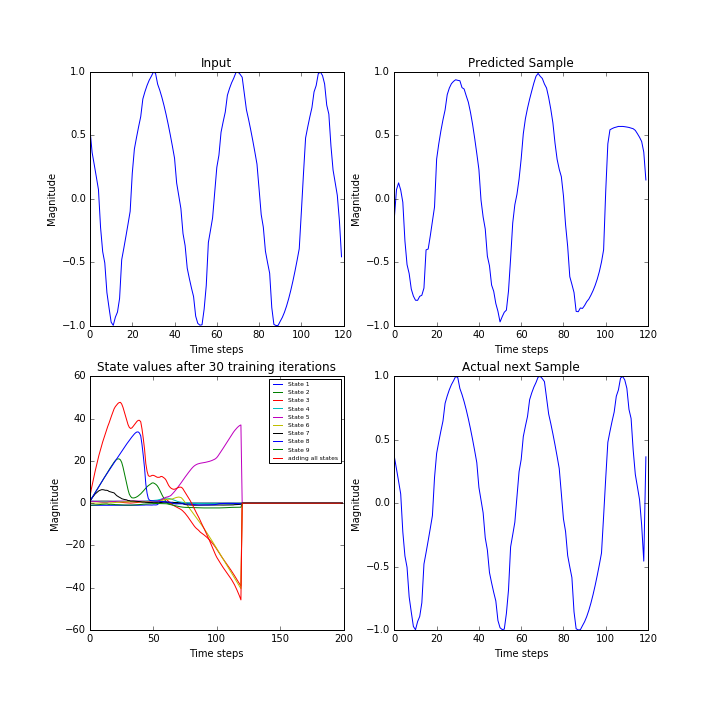 Input
Magnitude
1.0
0.5
0.0
−0.5
−1.0
0 20 40 60 80 100 120
Time steps
Predicted Sample
Magnitude
1.0
0.5
0.0
−0.5
−1.0
0 20 40 60 80 100 120
Time steps
State values after 30 training iterations
Magnitude
60
40
20
0
−20
−40
−60
0 50 100 150 200
Time steps
State 1
State 2
State 3
State 4
State 5
State 6
State 7
State 8
State 9
adding all states
Actual next Sample
Magnitude
1.0
0.5
0.0
−0.5
−1.0
0 20 40 60 80 100 120
Time steps